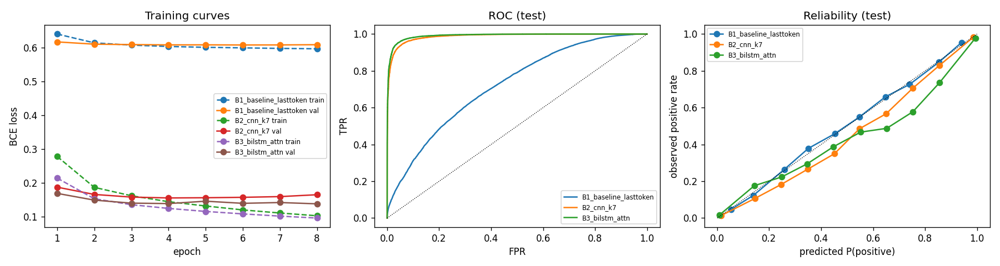 Training curves
BCE loss
0.6
0.5
0.4
0.3
0.2
0.1
B1_baseline_lasttoken train
B1_baseline_lasttoken val
B2_cnn_k7 train
B2_cnn_k7 val
B3_bilstm_attn train
B3_bilstm_attn val
1 2 3 4 5 6 7 8
epoch
ROC (test)
TPR
1.0
0.8
0.6
0.4
0.2
0.0
B1_baseline_lasttoken
B2_cnn_k7
B3_bilstm_attn
0.0 0.2 0.4 0.6 0.8 1.0
FPR
Reliability (test)
observed positive rate
1.0
0.8
0.6
0.4
0.2
0.0
B1_baseline_lasttoken
B2_cnn_k7
B3_bilstm_attn
0.0 0.2 0.4 0.6 0.8 1.0
predicted P(positive)